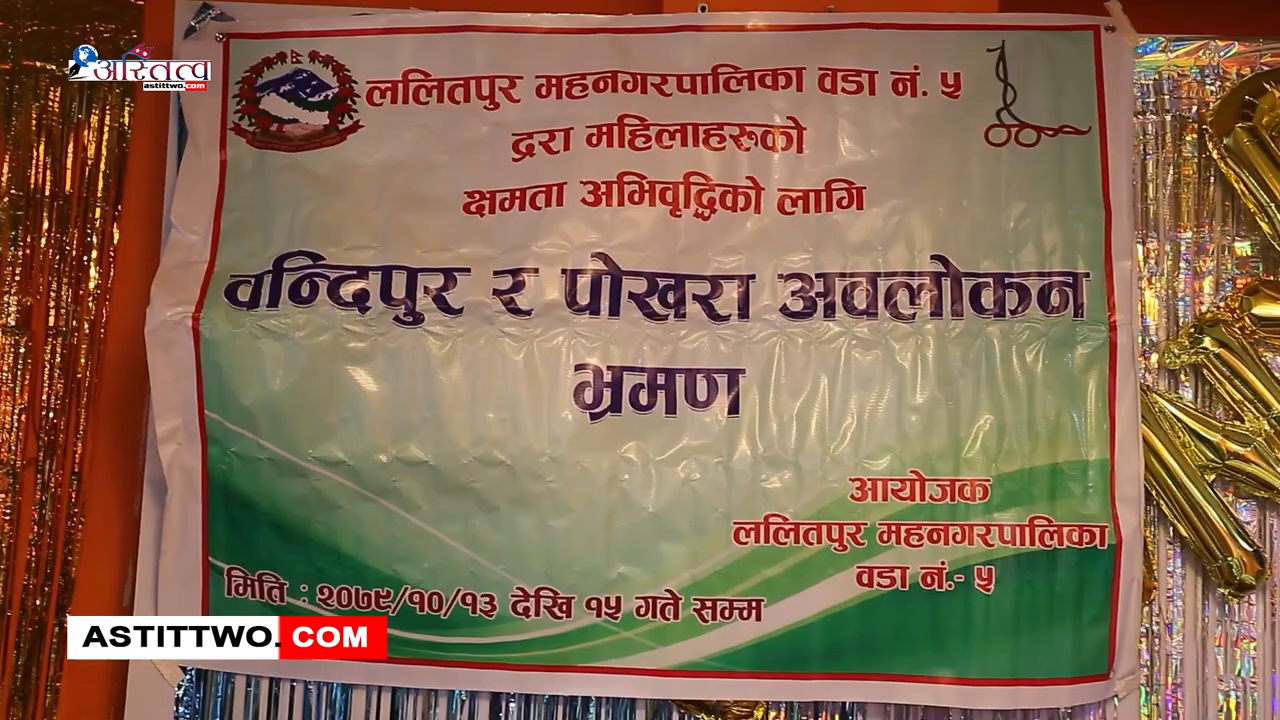 अस्तित्व
astittwo.com
ललितपुर महनगरपालिका वडा नं. ५
द्ररा महिलाहरुको
क्षमता अभिवृद्धिको लागि
वन्दिपुर र पोखरा अवलोकन
भ्रमण
आयोजक
ललितपुर महनगरपालिका
वडा नं.- ५
मिति : २०७९/१०/१३ देखि १५ गते सम्म
ASTITTWO. COM